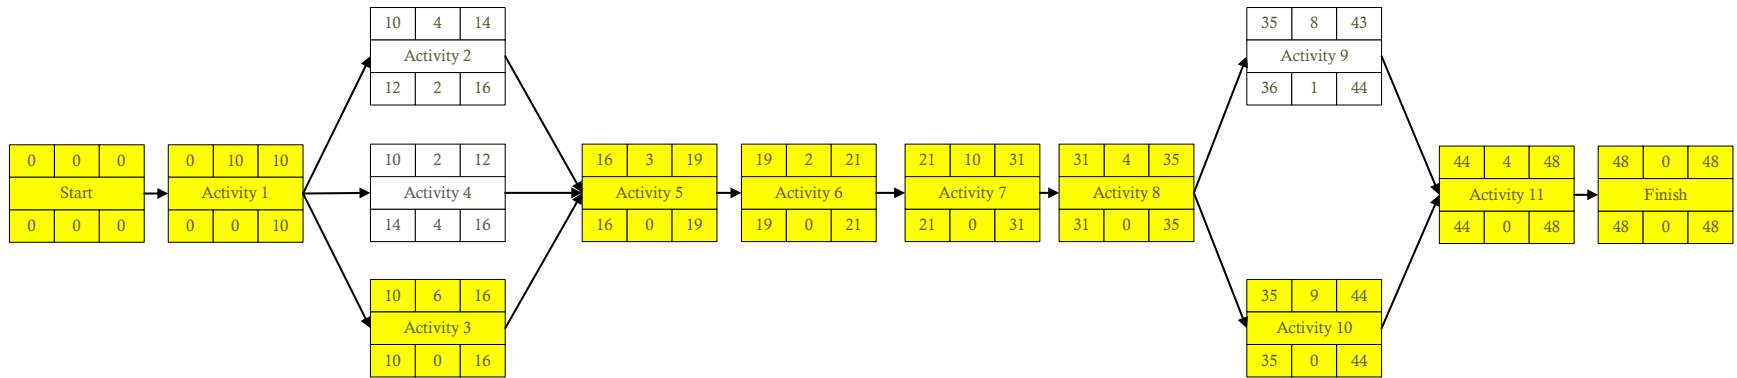 0 0 0
Start
0 0 0
0 10 10
Activity 1
0 0 10
10 4 14
Activity 2
12 2 16
10 2 12
Activity 4
14 4 16
10 6 16
Activity 3
10 0 16
16 3 19
Activity 5
16 0 19
19 2 21
Activity 6
19 0 21
21 10 31
Activity 7
21 0 31
31 4 35
Activity 8
31 0 35
35 8 43
Activity 9
36 1 44
35 9 44
Activity 10
35 0 44
44 4 48
Activity 11
44 0 48
48 0 48
Finish
48 0 48